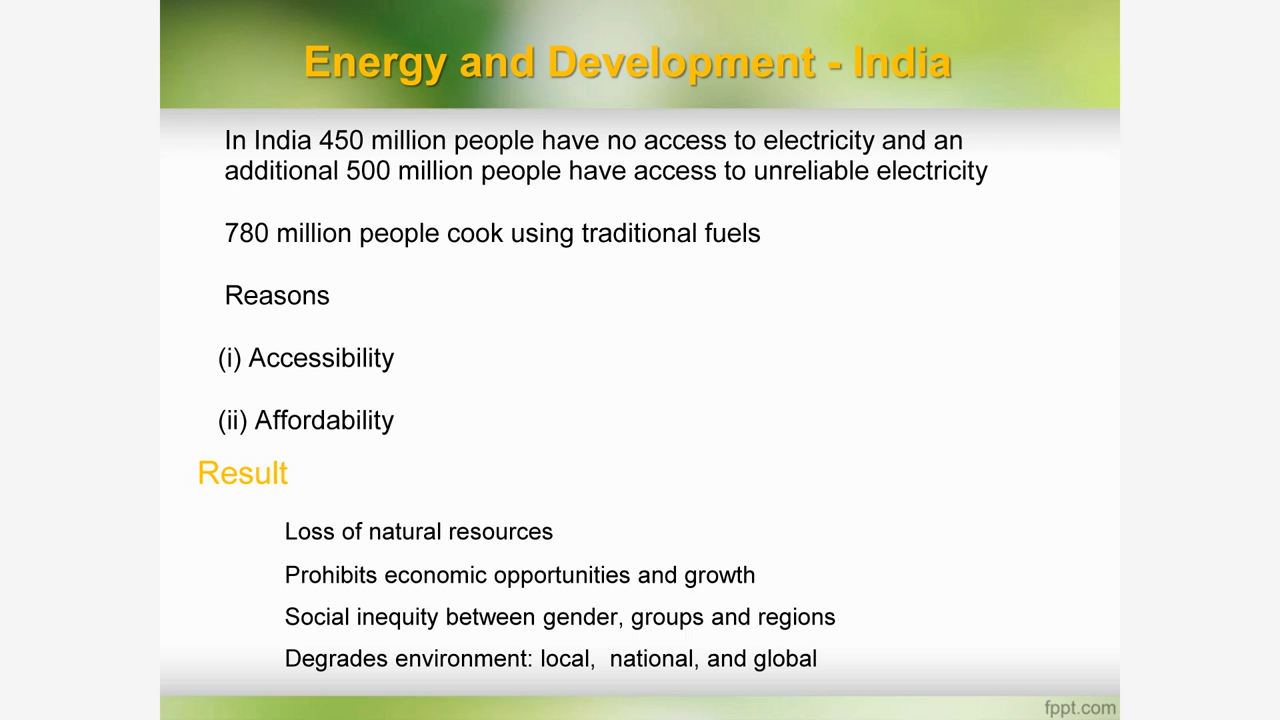 Energy and Development - India
In India 450 million people have no access to electricity and an
additional 500 million people have access to unreliable electricity
780 million people cook using traditional fuels
Reasons
(i) Accessibility
(ii) Affordability
Result
Loss of natural resources
Prohibits economic opportunities and growth
Social inequity between gender, groups and regions
Degrades environment: local,  national, and global
fppt.com